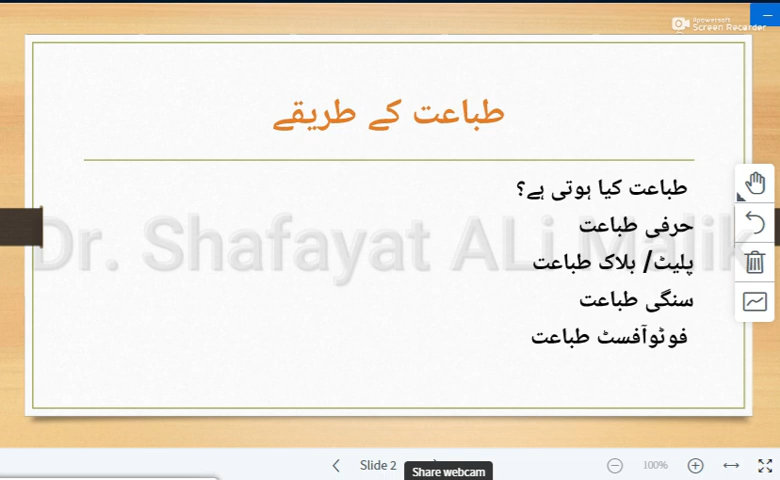 Apowersoft
Screen Recorder
طباعت کے طریقے
طباعت کیا ہوتی ہے؟
حرفی طباعت
پلیٹ/ بلاک طباعت
سنگی طباعت
فوٹوآفسٹ طباعت
Dr. Shafayat ALi Malik
Slide 2
Share webcam
100%